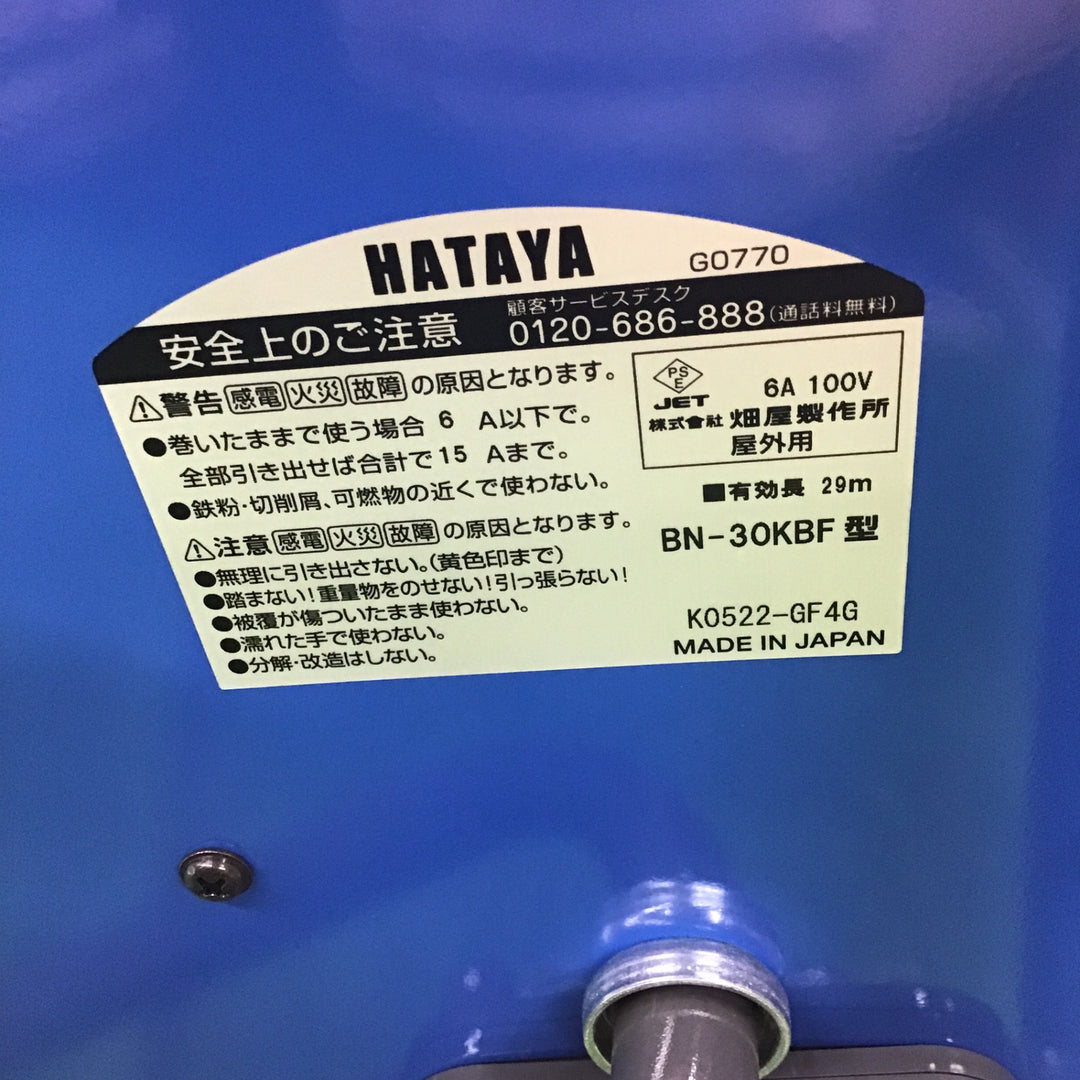 HATAYA
G0770
安全上のご注意
顧客サービスデスク
0120-686-888(通話料無料)
⚠警告 感電 火災 故障 の原因となります。
●巻いたままで使う場合 6 A以下で。
全部引き出せば合計で 15 Aまで。
●鉄粉・切削屑、可燃物の近くで使わない。
⚠注意 感電 火災 故障 の原因となります。
●無理に引き出さない。(黄色印まで)
●踏まない!重量物をのせない!引っ張らない!
●被覆が傷ついたまま使わない。
●濡れた手で使わない。
●分解・改造はしない。
PS
E
JET
6A 100V
株式會社 畑屋製作所
屋外用
■有効長 29m
BN-30KBF 型
K0522-GF4G
MADE IN JAPAN